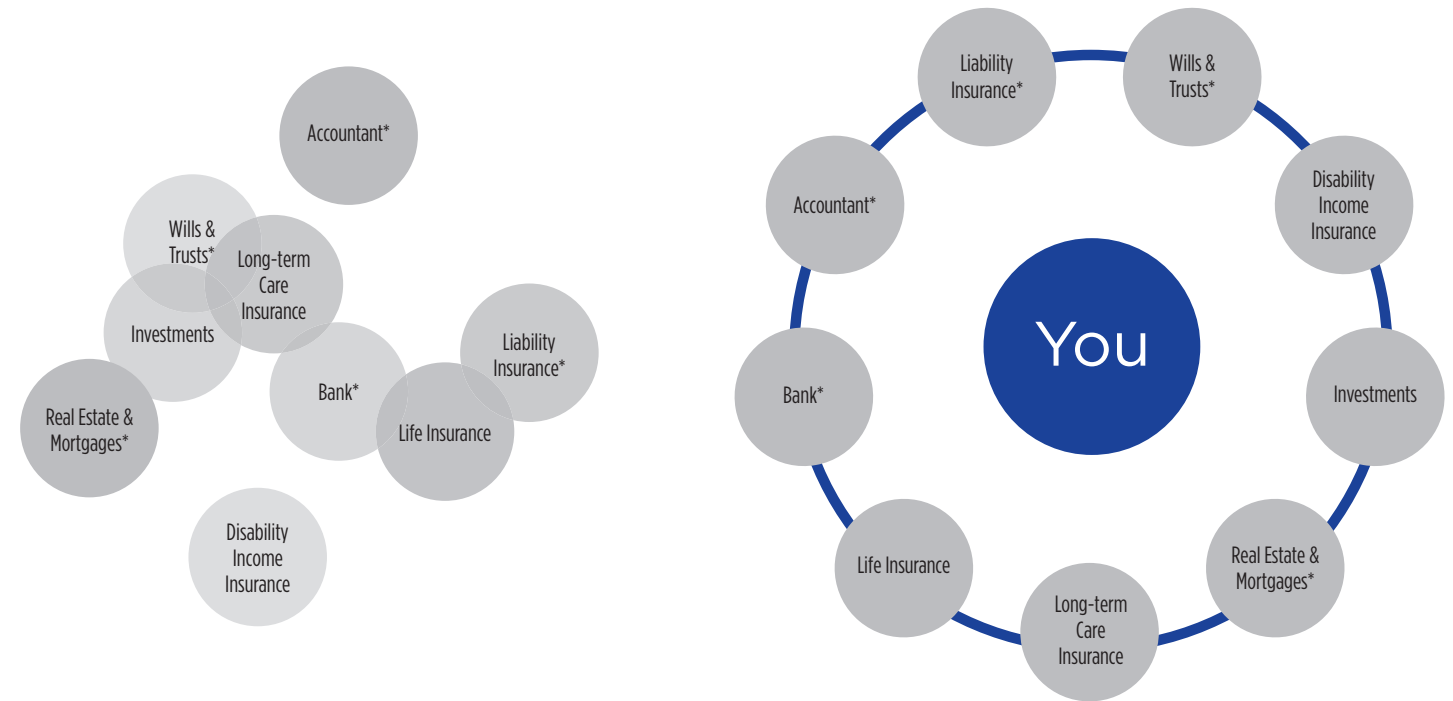 Accountant*
Wills &
Trusts*
Long-term
Care
Insurance
Investments
Liability
Insurance*
Bank*
Real Estate &
Mortgages*
Life Insurance
Disability
Income
Insurance
Liability
Insurance*
Wills &
Trusts*
Accountant*
Disability
Income
Insurance
You
Bank*
Investments
Life Insurance
Real Estate &
Mortgages*
Long-term
Care
Insurance